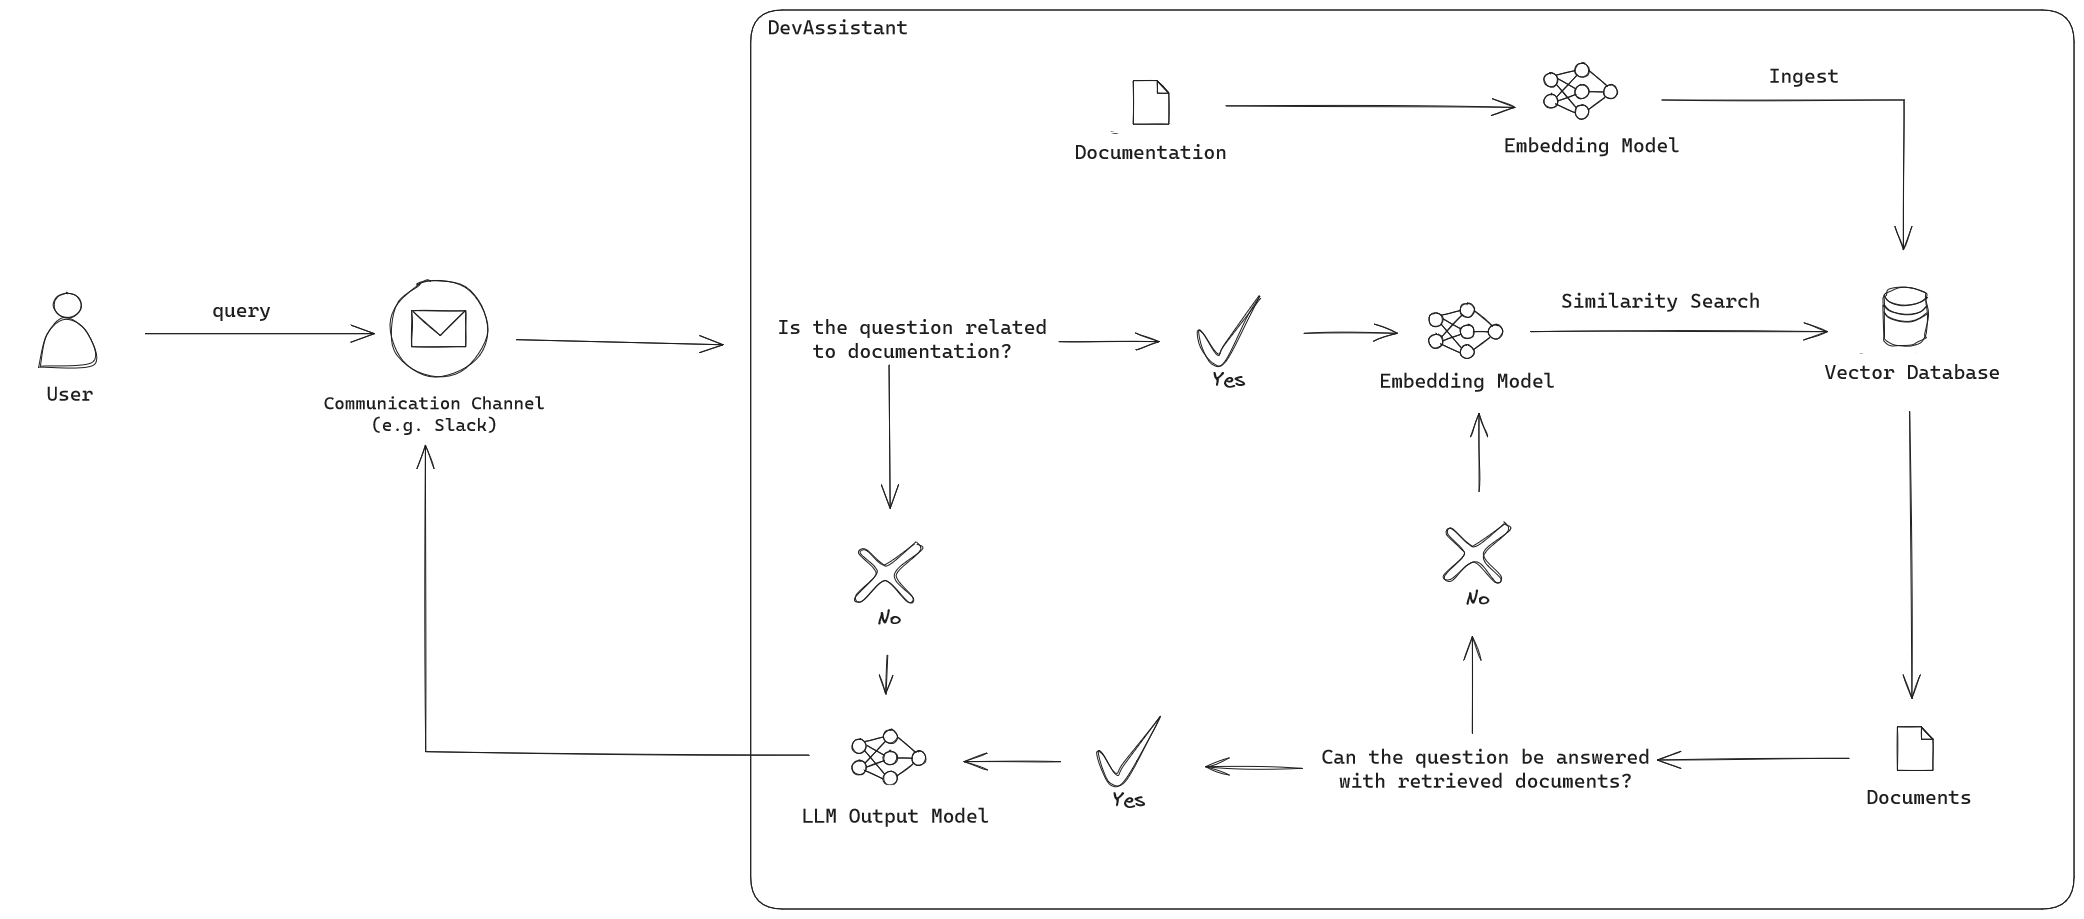 DevAssistant
Ingest
Documentation
Embedding Model
query
User
Communication Channel
(e.g. Slack)
Is the question related
to documentation?
Yes
Embedding Model
Similarity Search
Vector Database
No
No
LLM Output Model
Yes
Can the question be answered
with retrieved documents?
Documents